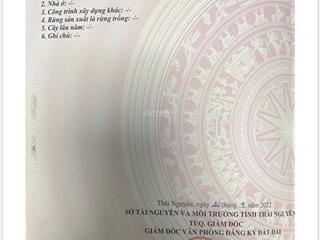 2. Nhà ở: -/-
3. Công trình xây dựng khác: -/-
4. Rừng sản xuất là rừng trồng: -/-
5. Cây lâu năm: -/-
6. Ghi chú: -/-
Thái Nguyên, ngày 26 tháng 9 năm 2022
SỞ TÀI NGUYÊN VÀ MÔI TRƯỜNG TỈNH THÁI NGUYÊN
TUQ. GIÁM ĐỐC
GIÁM ĐỐC VĂN PHÒNG ĐĂNG KÝ ĐẤT ĐAI